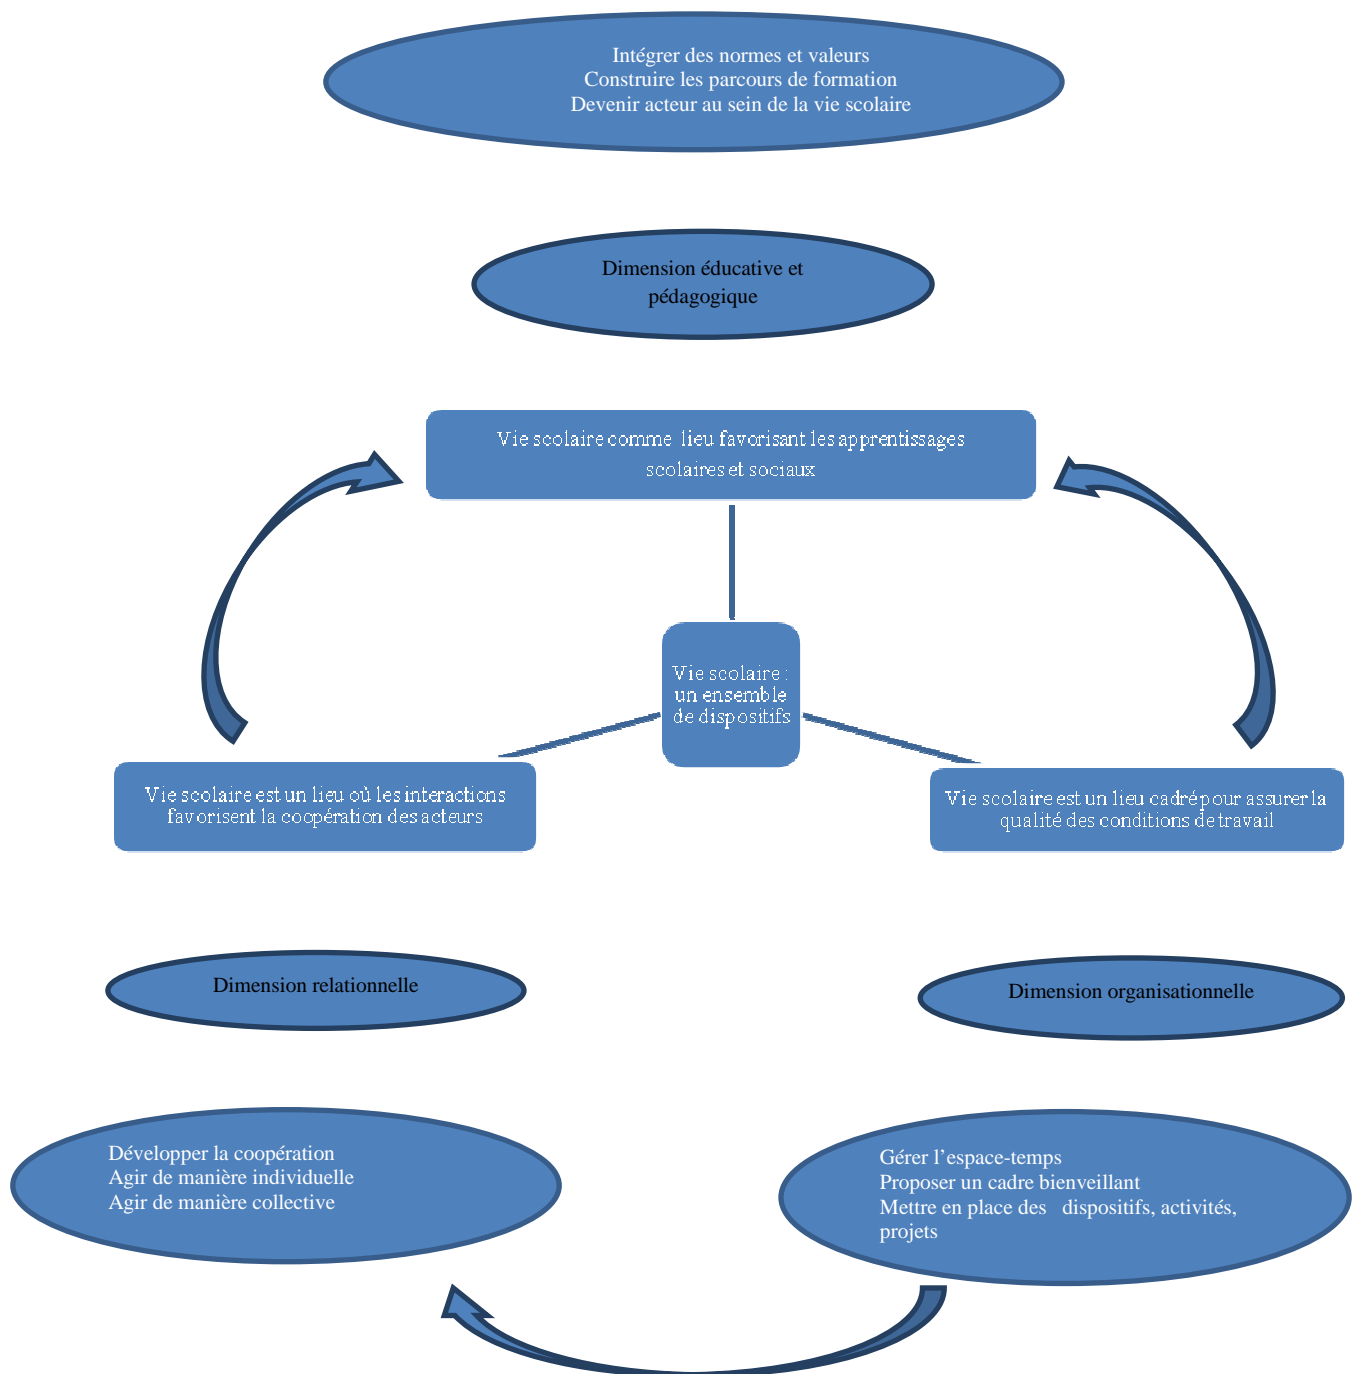 Intégrer des normes et valeurs
Construire les parcours de formation
Devenir acteur au sein de la vie scolaire
Dimension éducative et
pédagogique
Vie scolaire comme lieu favorisant les apprentissages
scolaires et sociaux
Vie scolaire :
un ensemble
de dispositifs
Vie scolaire est un lieu où les interactions
favorisent la coopération des acteurs
Vie scolaire est un lieu cadré pour assurer la
qualité des conditions de travail
Dimension relationnelle
Dimension organisationnelle
Développer la coopération
Agir de manière individuelle
Agir de manière collective
Gérer l’espace-temps
Proposer un cadre bienveillant
Mettre en place des dispositifs, activités,
projets